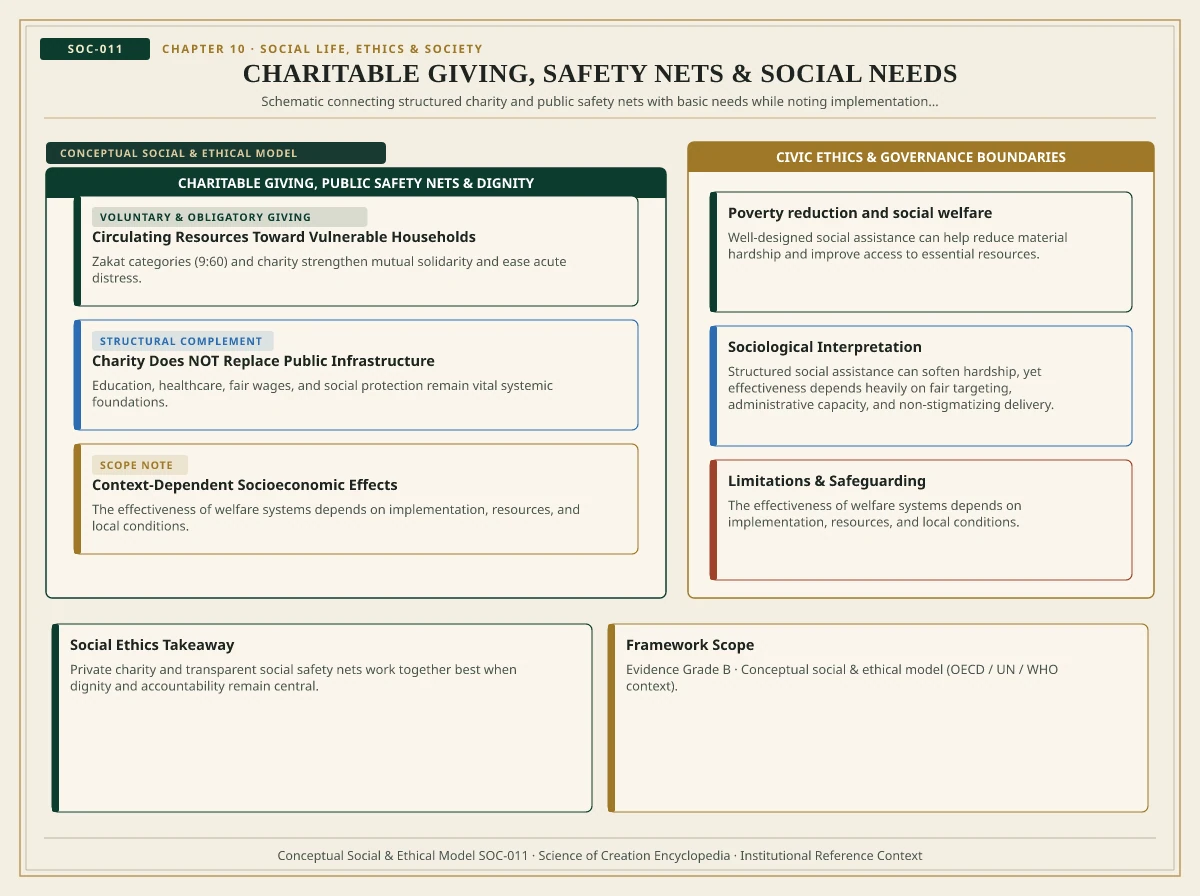 SOC-011
CHAPTER 10 · SOCIAL LIFE, ETHICS & SOCIETY
CHARITABLE GIVING, SAFETY NETS & SOCIAL NEEDS
Schematic connecting structured charity and public safety nets with basic needs while noting implementation…
CONCEPTUAL SOCIAL & ETHICAL MODEL
CHARITABLE GIVING, PUBLIC SAFETY NETS & DIGNITY
VOLUNTARY & OBLIGATORY GIVING
Circulating Resources Toward Vulnerable Households
Zakat categories (9:60) and charity strengthen mutual solidarity and ease acute
distress.
STRUCTURAL COMPLEMENT
Charity Does NOT Replace Public Infrastructure
Education, healthcare, fair wages, and social protection remain vital systemic
foundations.
SCOPE NOTE
Context-Dependent Socioeconomic Effects
The effectiveness of welfare systems depends on implementation, resources, and
local conditions.
CIVIC ETHICS & GOVERNANCE BOUNDARIES
Poverty reduction and social welfare
Well-designed social assistance can help reduce material
hardship and improve access to essential resources.
Sociological Interpretation
Structured social assistance can soften hardship, yet
effectiveness depends heavily on fair targeting,
administrative capacity, and non-stigmatizing delivery.
Limitations & Safeguarding
The effectiveness of welfare systems depends on
implementation, resources, and local conditions.
Social Ethics Takeaway
Private charity and transparent social safety nets work together best when
dignity and accountability remain central.
Framework Scope
Evidence Grade B · Conceptual social & ethical model (OECD / UN / WHO
context).
Conceptual Social & Ethical Model SOC-011 · Science of Creation Encyclopedia · Institutional Reference Context